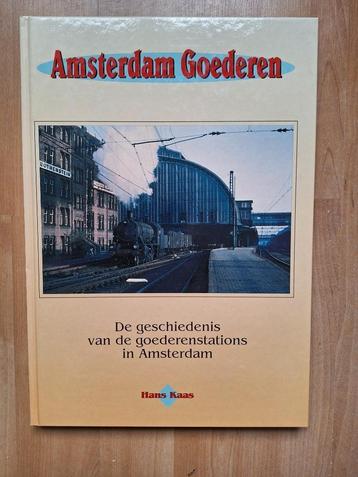 Amsterdam Goederen
De geschiedenis
van de goederenstations
in Amsterdam
Hans Kaas